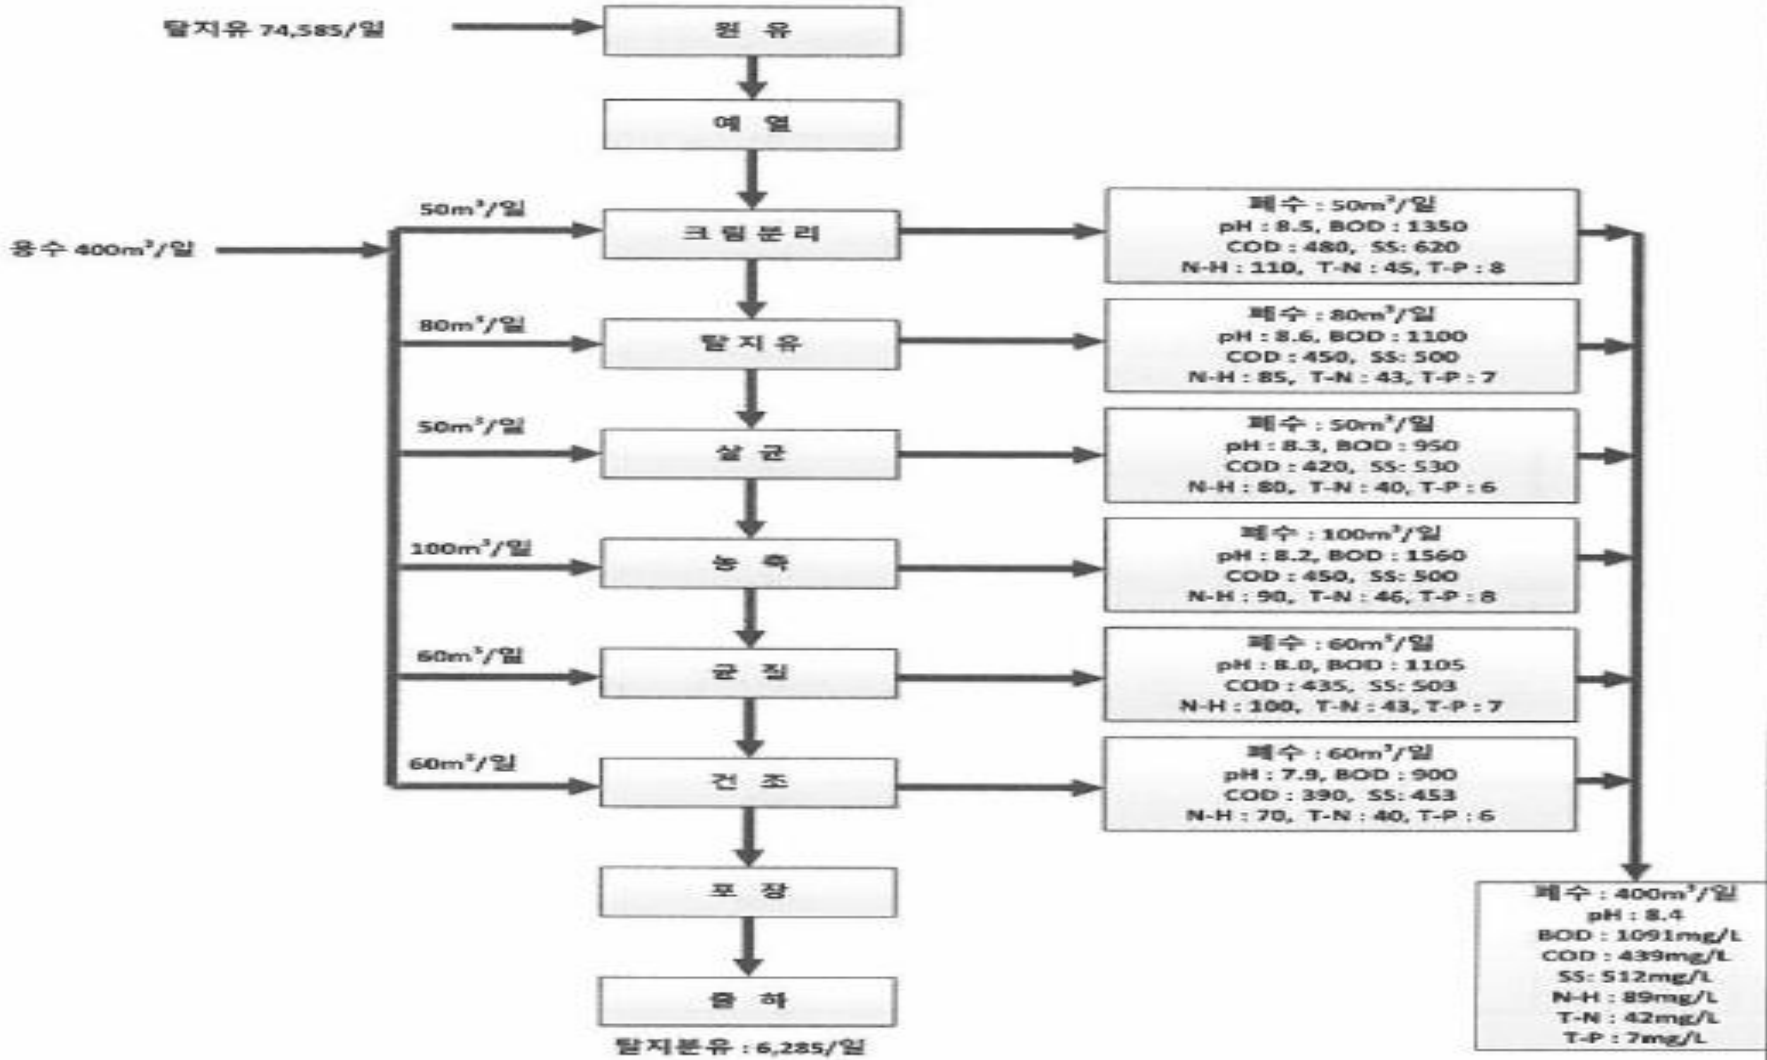 탈지유 74,585/일
원 유
예 열
용수 400m³/일
50m³/일
크림분리
폐수 : 50m³/일
pH : 8.5, BOD : 1350
COD : 480, SS: 620
N-H : 110, T-N : 45, T-P : 8
80m³/일
탈지유
폐수 : 80m³/일
pH : 8.6, BOD : 1100
COD : 450, SS: 500
N-H : 85, T-N : 43, T-P : 7
50m³/일
살균
폐수 : 50m³/일
pH : 8.3, BOD : 950
COD : 420, SS: 530
N-H : 80, T-N : 40, T-P : 6
100m³/일
농 축
폐수 : 100m³/일
pH : 8.2, BOD : 1560
COD : 450, SS: 500
N-H : 90, T-N : 46, T-P : 8
60m³/일
균 질
폐수 : 60m³/일
pH : 8.0, BOD : 1105
COD : 435, SS: 503
N-H : 100, T-N : 43, T-P : 7
60m³/일
건 조
폐수 : 60m³/일
pH : 7.9, BOD : 900
COD : 390, SS: 453
N-H : 70, T-N : 40, T-P : 6
포 장
출 하
탈지분유 : 6,285/일
폐수 : 400m³/일
pH : 8.4
BOD : 1091mg/L
COD : 439mg/L
SS: 512mg/L
N-H : 89mg/L
T-N : 42mg/L
T-P : 7mg/L